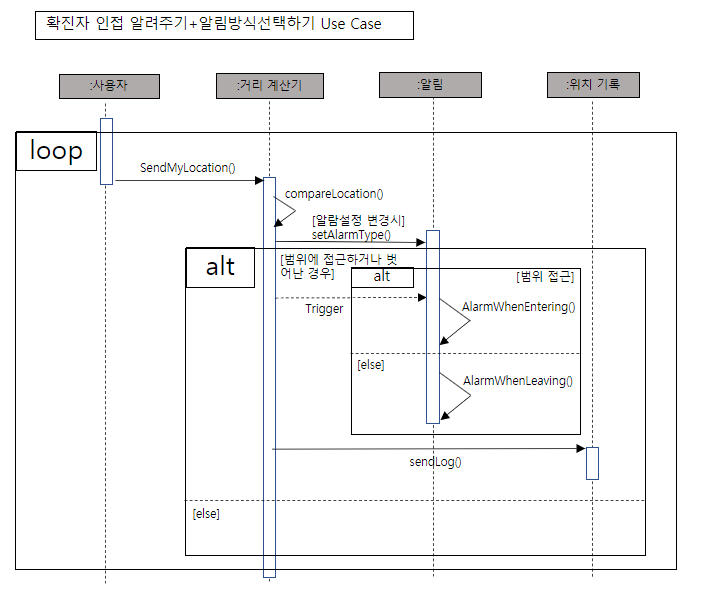 확진자 인접 알려주기+알림방식선택하기 Use Case
:사용자
:거리 계산기
:알림
:위치 기록
loop
SendMyLocation()
compareLocation()
[알람설정 변경시]
setAlarmType()
alt
[범위에 접근하거나 벗
어난 경우]
alt
[범위 접근]
Trigger
AlarmWhenEntering()
[else]
AlarmWhenLeaving()
sendLog()
[else]